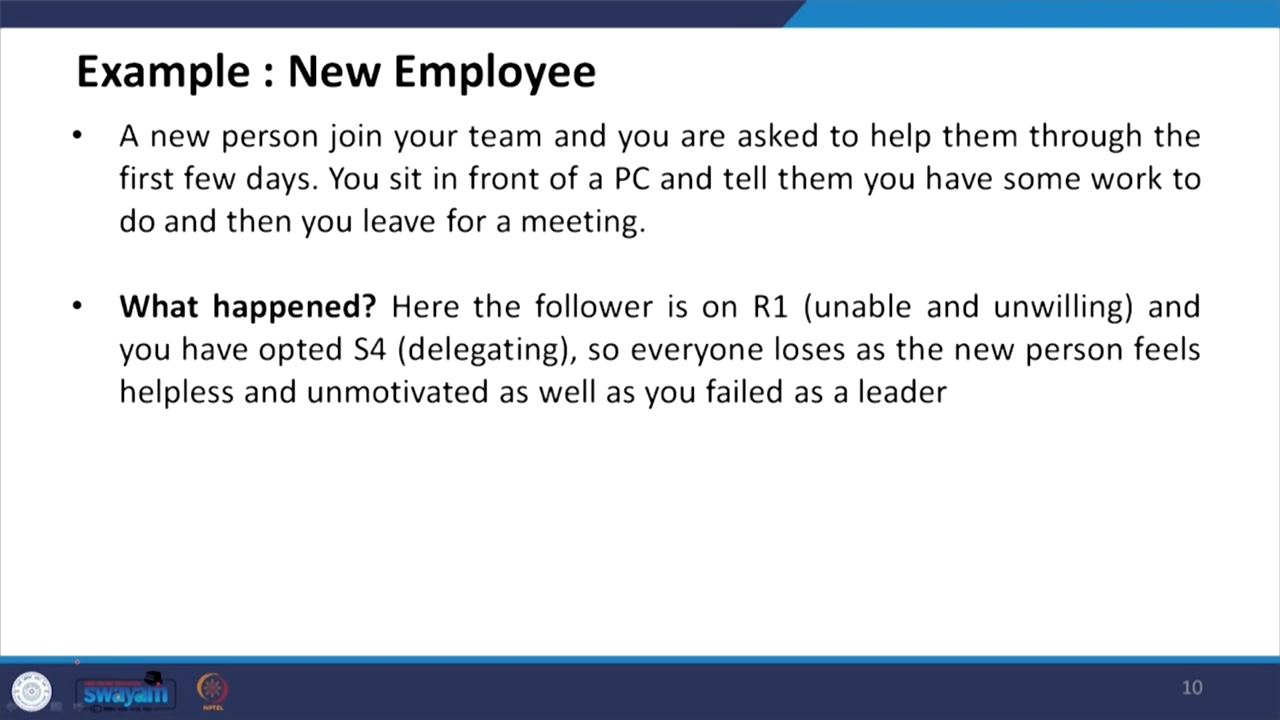 Example : New Employee
• A new person join your team and you are asked to help them through the
first few days. You sit in front of a PC and tell them you have some work to
do and then you leave for a meeting.
• What happened? Here the follower is on R1 (unable and unwilling) and
you have opted S4 (delegating), so everyone loses as the new person feels
helpless and unmotivated as well as you failed as a leader
swayam
NPTEL
10